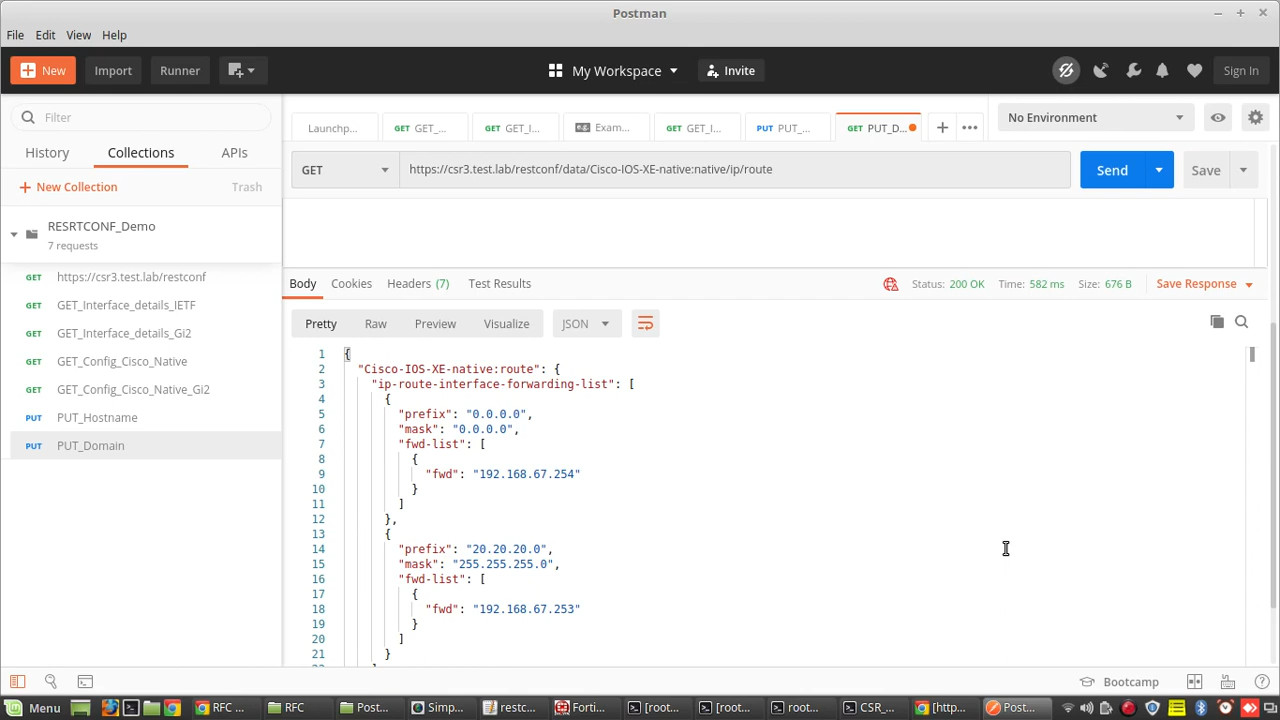 Postman
File Edit View Help
New Import Runner My Workspace Invite Sign In
Filter
Launchp... GET GET_... GET GET_I... Exam... GET GET_I... PUT PUT_... GET PUT_D... No Environment
History Collections APIs
New Collection Trash
GET https://csr3.test.lab/restconf/data/Cisco-IOS-XE-native:native/ip/route Send Save
RESRTCONF_Demo
7 requests
GET https://csr3.test.lab/restconf
GET GET_Interface_details_IETF
GET GET_Interface_details_Gi2
GET GET_Config_Cisco_Native
GET GET_Config_Cisco_Native_Gi2
PUT PUT_Hostname
PUT PUT_Domain
Body Cookies Headers (7) Test Results Status: 200 OK Time: 582 ms Size: 676 B Save Response
Pretty Raw Preview Visualize JSON
1 {
2 "Cisco-IOS-XE-native:route": {
3 "ip-route-interface-forwarding-list": [
4 {
5 "prefix": "0.0.0.0",
6 "mask": "0.0.0.0",
7 "fwd-list": [
8 {
9 "fwd": "192.168.67.254"
10 }
11 ]
12 },
13 {
14 "prefix": "20.20.20.0",
15 "mask": "255.255.255.0",
16 "fwd-list": [
17 {
18 "fwd": "192.168.67.253"
19 }
20 ]
21 }
Bootcamp
Menu RFC ... RFC Post... Simp... restc... Forti... [root... [root... root... CSR_... [http... Post...